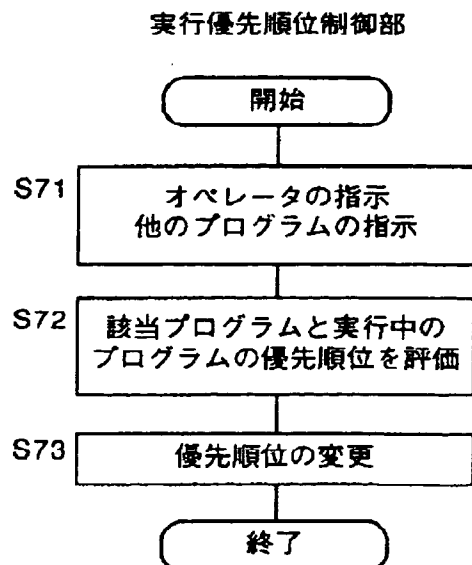 実行優先順位制御部
開始
S71
オペレータの指示
他のプログラムの指示
S72
該当プログラムと実行中の
プログラムの優先順位を評価
S73
優先順位の変更
終了